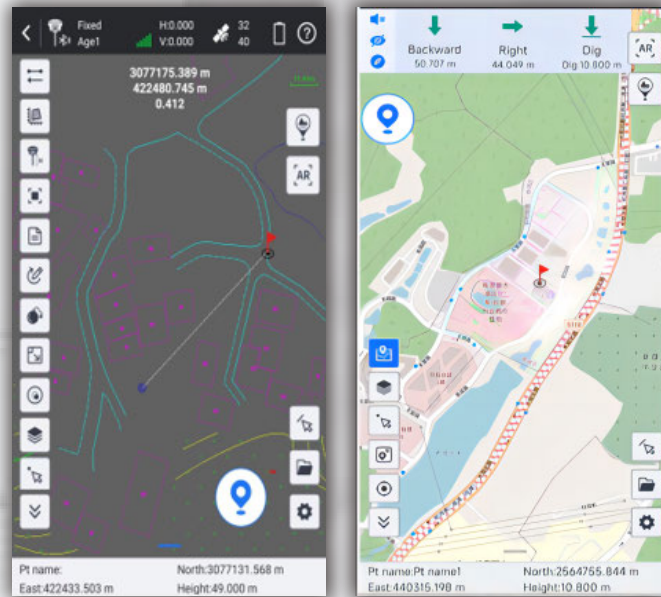 Fixed
Age1
H:0.000
V:0.000
32
40
3077175.389 m
422480.745 m
0.412
AR
Pt name:
North:3077131.568 m
East:422433.503 m
Height:49.000 m
Backward
50.707 m
Right
44.049 m
Dig
Dig 10.800 m
AR
Pt name:Pt name1
North:2564755.844 m
East:440315.198 m
Height:10.800 m